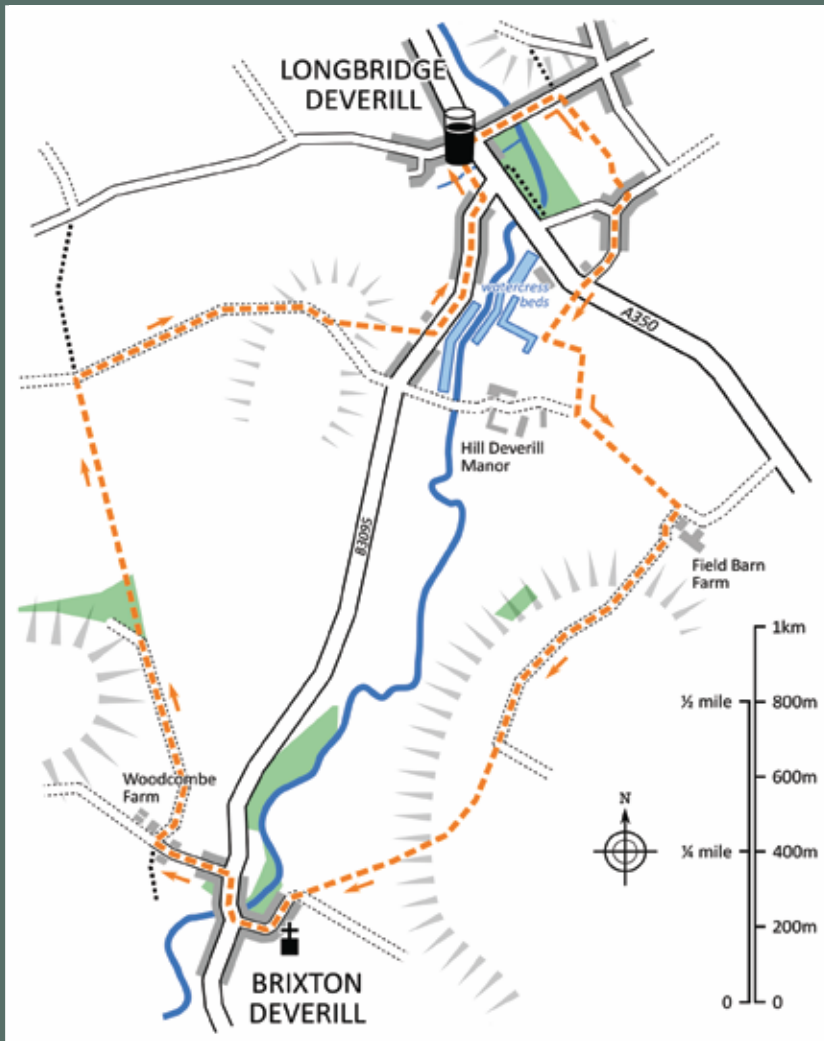 LONGBRIDGE
DEVERILL
watercress
beds
A350
Hill Deverill
Manor
B3095
Field Barn
Farm
1km
½ mile
800m
600m
Woodcombe
Farm
N
¼ mile
400m
200m
0
0
BRIXTON
DEVERILL